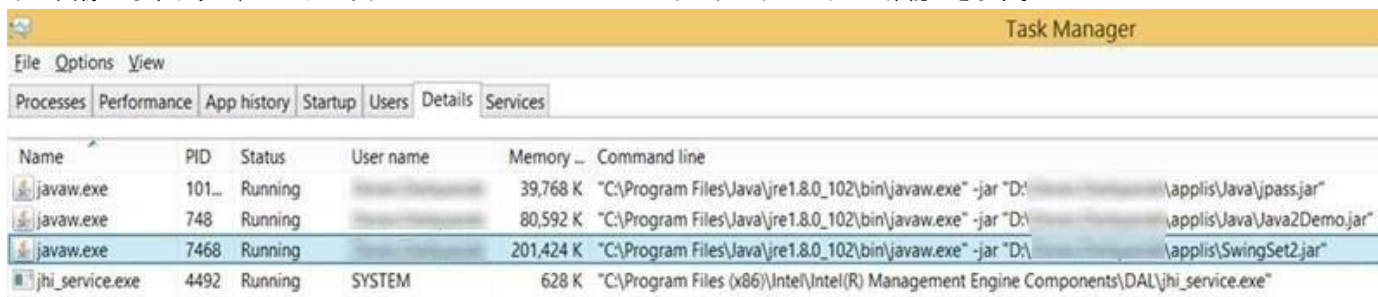 Task Manager
File Options View
Processes Performance App history Startup Users Details Services
Name PID Status User name Memory ... Command line
javaw.exe 101... Running 39,768 K "C:\Program Files\Java\jre1.8.0_102\bin\javaw.exe" -jar "D:\ \applis\Java\jpass.jar"
javaw.exe 748 Running 80,592 K "C:\Program Files\Java\jre1.8.0_102\bin\javaw.exe" -jar "D:\ \applis\Java\Java2Demo.jar"
javaw.exe 7468 Running 201,424 K "C:\Program Files\Java\jre1.8.0_102\bin\javaw.exe" -jar "D:\ \applis\SwingSet2.jar"
jhi_service.exe 4492 Running SYSTEM 628 K "C:\Program Files (x86)\Intel\Intel(R) Management Engine Components\DAL\jhi_service.exe"